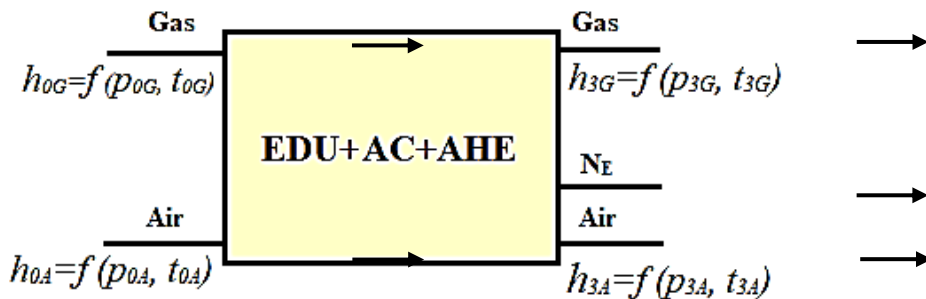 Gas
Gas
h0G=f(p0G, t0G)
h3G=f(p3G, t3G)
EDU+AC+AHE
NE
Air
Air
h0A=f(p0A, t0A)
h3A=f(p3A, t3A)